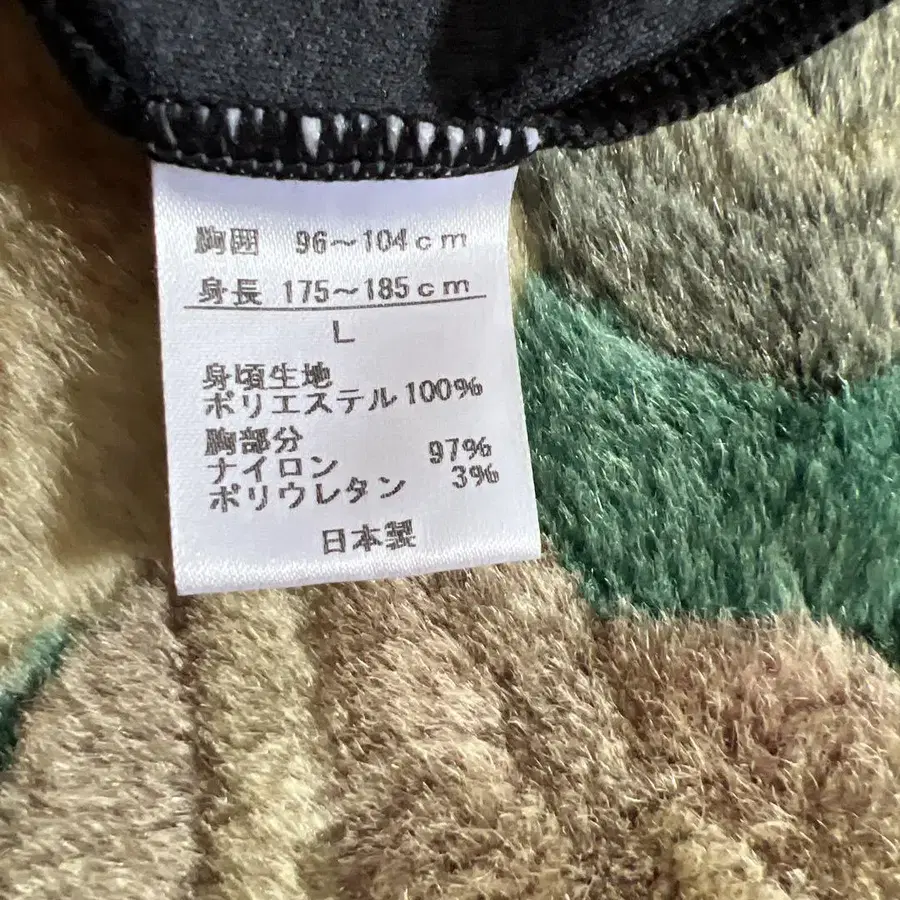 胸囲 96～104cm
身長 175～185cm
L
身頃生地
ポリエステル100%
胸部分
ナイロン 97%
ポリウレタン 3%
日本製